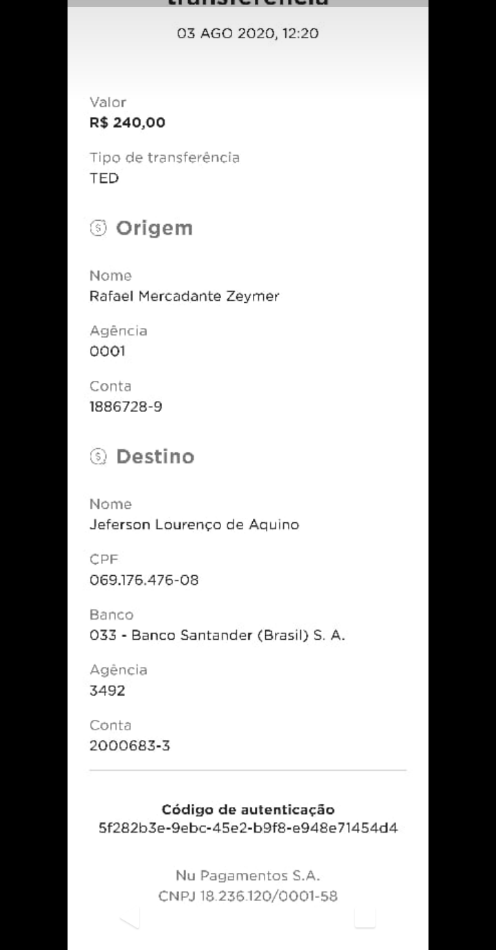 transferência
03 AGO 2020, 12:20
Valor
R$ 240,00
Tipo de transferência
TED
Origem
Nome
Rafael Mercadante Zeymer
Agência
0001
Conta
1886728-9
Destino
Nome
Jeferson Lourenço de Aquino
CPF
069.176.476-08
Banco
033 - Banco Santander (Brasil) S. A.
Agência
3492
Conta
2000683-3
Código de autenticação
5f282b3e-9ebc-45e2-b9f8-e948e71454d4
Nu Pagamentos S.A.
CNPJ 18.236.120/0001-58